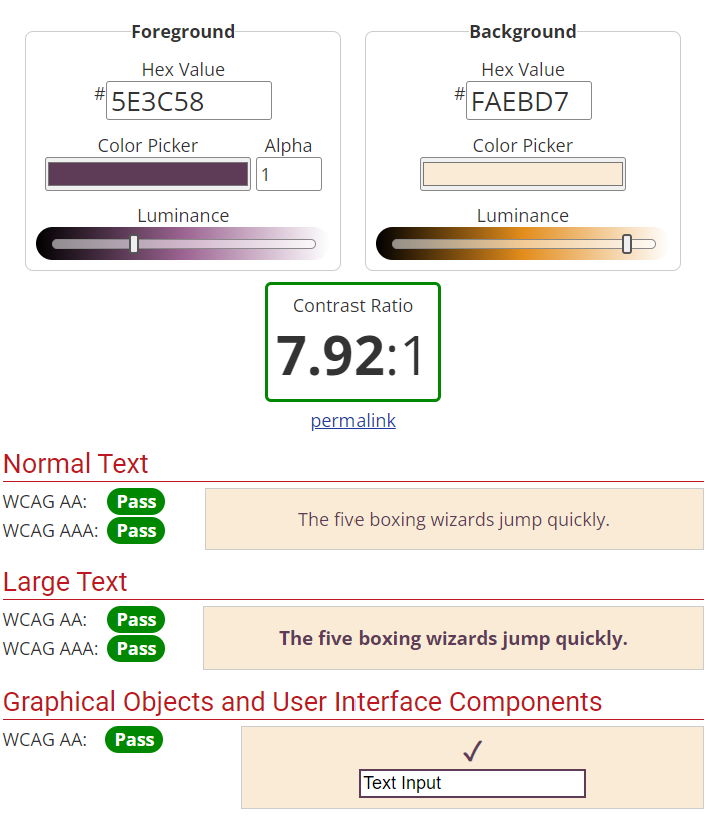 Foreground
Background
Hex Value
Hex Value
#
5E3C58
#
FAEBD7
Color Picker
Alpha
1
Color Picker
Luminance
Luminance
Contrast Ratio
7.92:1
permalink
Normal Text
WCAG AA: Pass
WCAG AAA: Pass
The five boxing wizards jump quickly.
Large Text
WCAG AA: Pass
WCAG AAA: Pass
The five boxing wizards jump quickly.
Graphical Objects and User Interface Components
WCAG AA: Pass
✓
Text Input